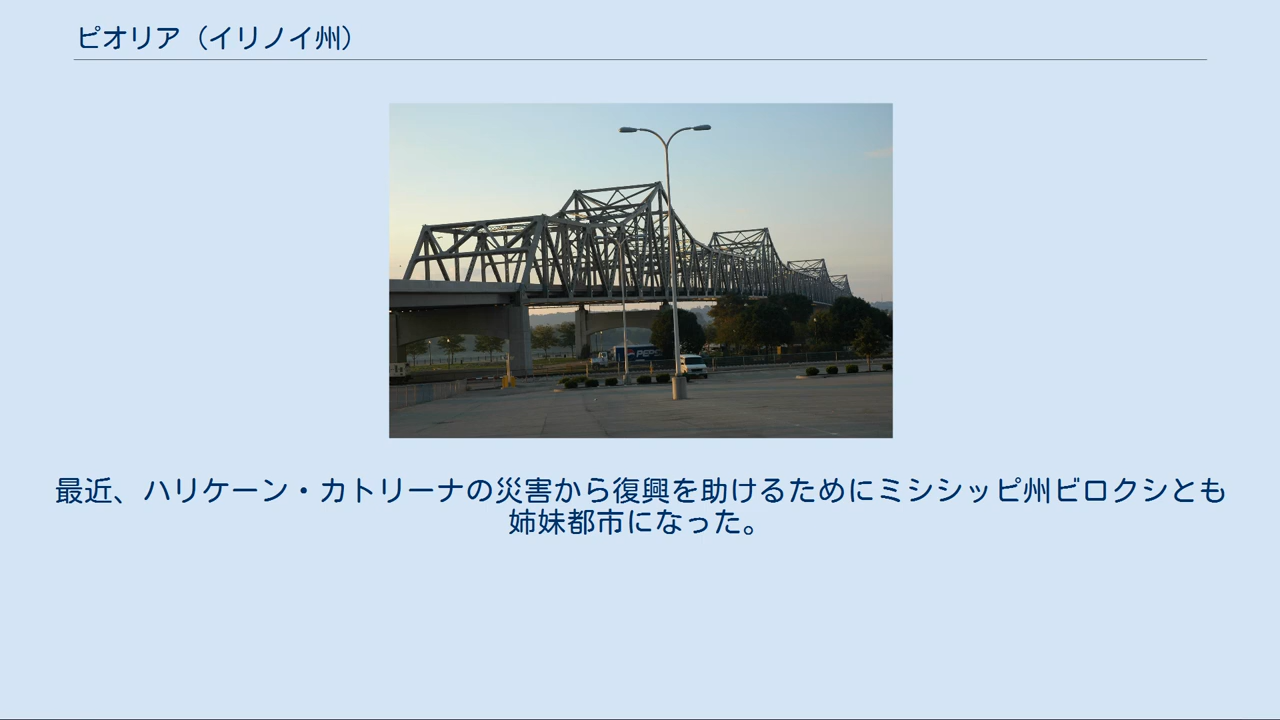 ピオリア（イリノイ州）
PEPSI
最近、ハリケーン・カトリーナの災害から復興を助けるためにミシシッピ州ビロクシとも
姉妹都市になった。